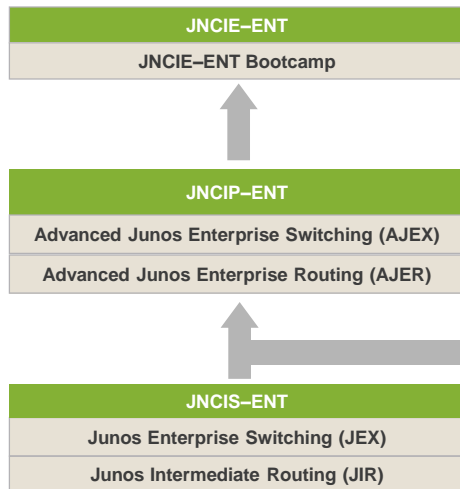 JNCIE–ENT
JNCIE–ENT Bootcamp
JNCIP–ENT
Advanced Junos Enterprise Switching (AJEX)
Advanced Junos Enterprise Routing (AJER)
JNCIS–ENT
Junos Enterprise Switching (JEX)
Junos Intermediate Routing (JIR)